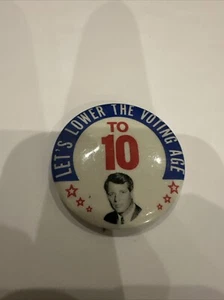 LET'S LOWER THE VOTING AGE
TO
10